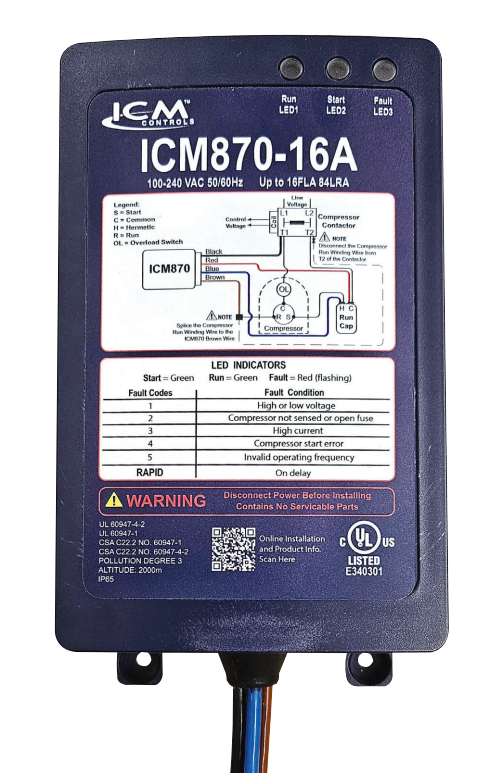 Run Start Fault
LED1 LED2 LED3
ICM™
CONTROLS
ICM870-16A
100-240 VAC 50/60Hz Up to 16FLA 84LRA
Legend:
S = Start
C = Common
H = Hermetic
R = Run
OL = Overload Switch
Line
Voltage
L1 L2
Coil
T1 T2
Control
Voltage
Compressor
Contactor
NOTE
Disconnect the Compressor
Run Winding Wire from
T2 of the Contactor
ICM870
Black
Red
Blue
Brown
OL
C
R S
Compressor
H C
Run
Cap
NOTE
Splice the Compressor
Run Winding Wire to the
ICM870 Brown Wire
LED INDICATORS
Start = Green Run = Green Fault = Red (flashing)
Fault Codes Fault Condition
1 High or low voltage
2 Compressor not sensed or open fuse
3 High current
4 Compressor start error
5 Invalid operating frequency
RAPID On delay
WARNING
Disconnect Power Before Installing
Contains No Servicable Parts
UL 60947-4-2
UL 60947-1
CSA C22.2 NO. 60947-1
CSA C22.2 NO. 60947-4-2
POLLUTION DEGREE 3
ALTITUDE: 2000m
IP65
Online Installation
and Product Info.
Scan Here
C UL US
LISTED
E340301